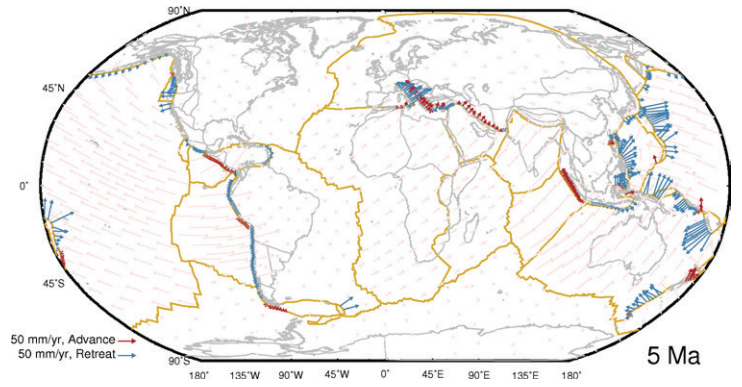 90˚N
45˚N
0˚
45˚S
50 mm/yr, Advance
50 mm/yr, Retreat
90˚S
5 Ma
180˚ 135˚W 90˚W 45˚W 0˚ 45˚E 90˚E 135˚E 180˚